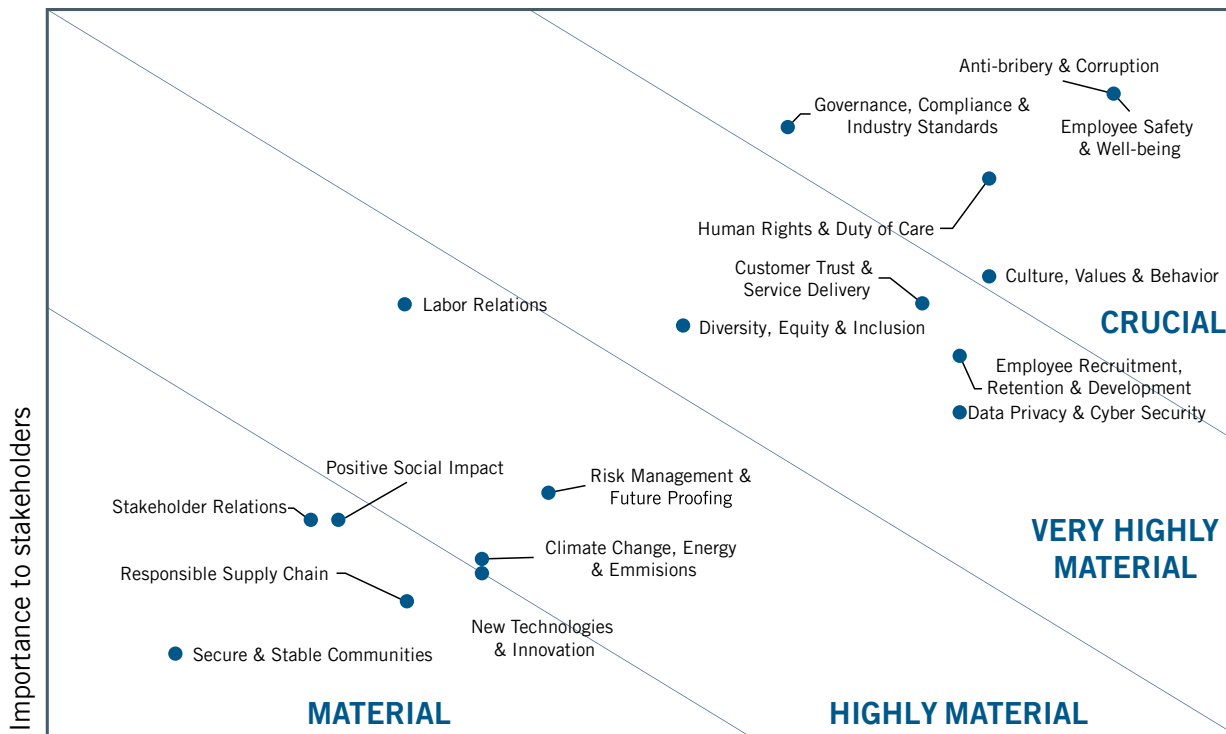 Anti-bribery & Corruption
Governance, Compliance &
Industry Standards
Employee Safety
& Well-being
Human Rights & Duty of Care
Customer Trust &
Service Delivery
Culture, Values & Behavior
Labor Relations
Diversity, Equity & Inclusion
CRUCIAL
Employee Recruitment,
Retention & Development
Data Privacy & Cyber Security
Importance to stakeholders
Positive Social Impact
Risk Management &
Future Proofing
Stakeholder Relations
VERY HIGHLY
MATERIAL
Climate Change, Energy
& Emmisions
Responsible Supply Chain
New Technologies
& Innovation
Secure & Stable Communities
MATERIAL
HIGHLY MATERIAL